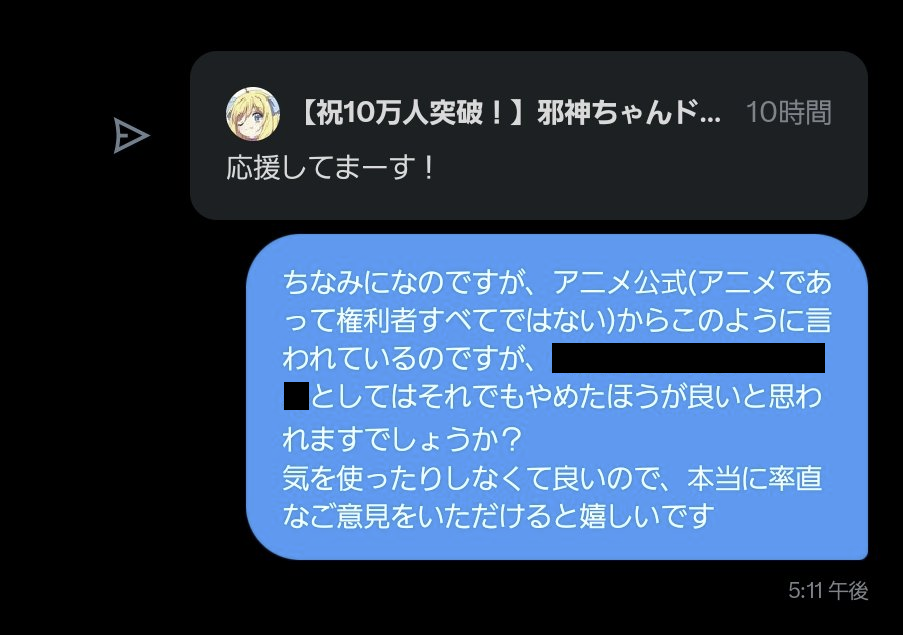 【祝10万人突破！】邪神ちゃんド... 10時間
応援してまーす！
ちなみになのですが、アニメ公式(アニメであ
って権利者すべてではない)からこのように言
われているのですが、
としてはそれでもやめたほうが良いと思わ
れますでしょうか？
気を使ったりしなくて良いので、本当に率直
なご意見をいただけると嬉しいです
5:11 午後